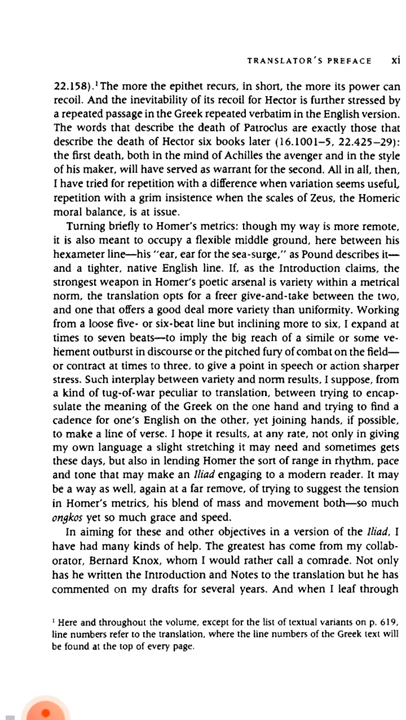 TRANSLATOR'S PREFACE xi
22.158).¹ The more the epithet recurs, in short, the more its power can
recoil. And the inevitability of its recoil for Hector is further stressed by
a repeated passage in the Greek repeated verbatim in the English version.
The words that describe the death of Patroclus are exactly those that
describe the death of Hector six books later (16.1001–5, 22.425–29):
the first death, both in the mind of Achilles the avenger and in the style
of his maker, will have served as warrant for the second. All in all, then,
I have tried for repetition with a difference when variation seems useful,
repetition with a grim insistence when the scales of Zeus, the Homeric
moral balance, is at issue.
Turning briefly to Homer's metrics: though my way is more remote,
it is also meant to occupy a flexible middle ground, here between his
hexameter line—his "ear, ear for the sea-surge," as Pound describes it—
and a tighter, native English line. If, as the Introduction claims, the
strongest weapon in Homer's poetic arsenal is variety within a metrical
norm, the translation opts for a freer give-and-take between the two,
and one that offers a good deal more variety than uniformity. Working
from a loose five- or six-beat line but inclining more to six, I expand at
times to seven beats—to imply the big reach of a simile or some ve-
hement outburst in discourse or the pitched fury of combat on the field—
or contract at times to three, to give a point in speech or action sharper
stress. Such interplay between variety and norm results, I suppose, from
a kind of tug-of-war peculiar to translation, between trying to encap-
sulate the meaning of the Greek on the one hand and trying to find a
cadence for one's English on the other, yet joining hands, if possible,
to make a line of verse. I hope it results, at any rate, not only in giving
my own language a slight stretching it may need and sometimes gets
these days, but also in lending Homer the sort of range in rhythm, pace
and tone that may make an Iliad engaging to a modern reader. It may
be a way as well, again at a far remove, of trying to suggest the tension
in Homer's metrics, his blend of mass and movement both—so much
ongkos yet so much grace and speed.
In aiming for these and other objectives in a version of the Iliad, I
have had many kinds of help. The greatest has come from my collab-
orator, Bernard Knox, whom I would rather call a comrade. Not only
has he written the Introduction and Notes to the translation but he has
commented on my drafts for several years. And when I leaf through
¹ Here and throughout the volume, except for the list of textual variants on p. 619,
line numbers refer to the translation, where the line numbers of the Greek text will
be found at the top of every page.